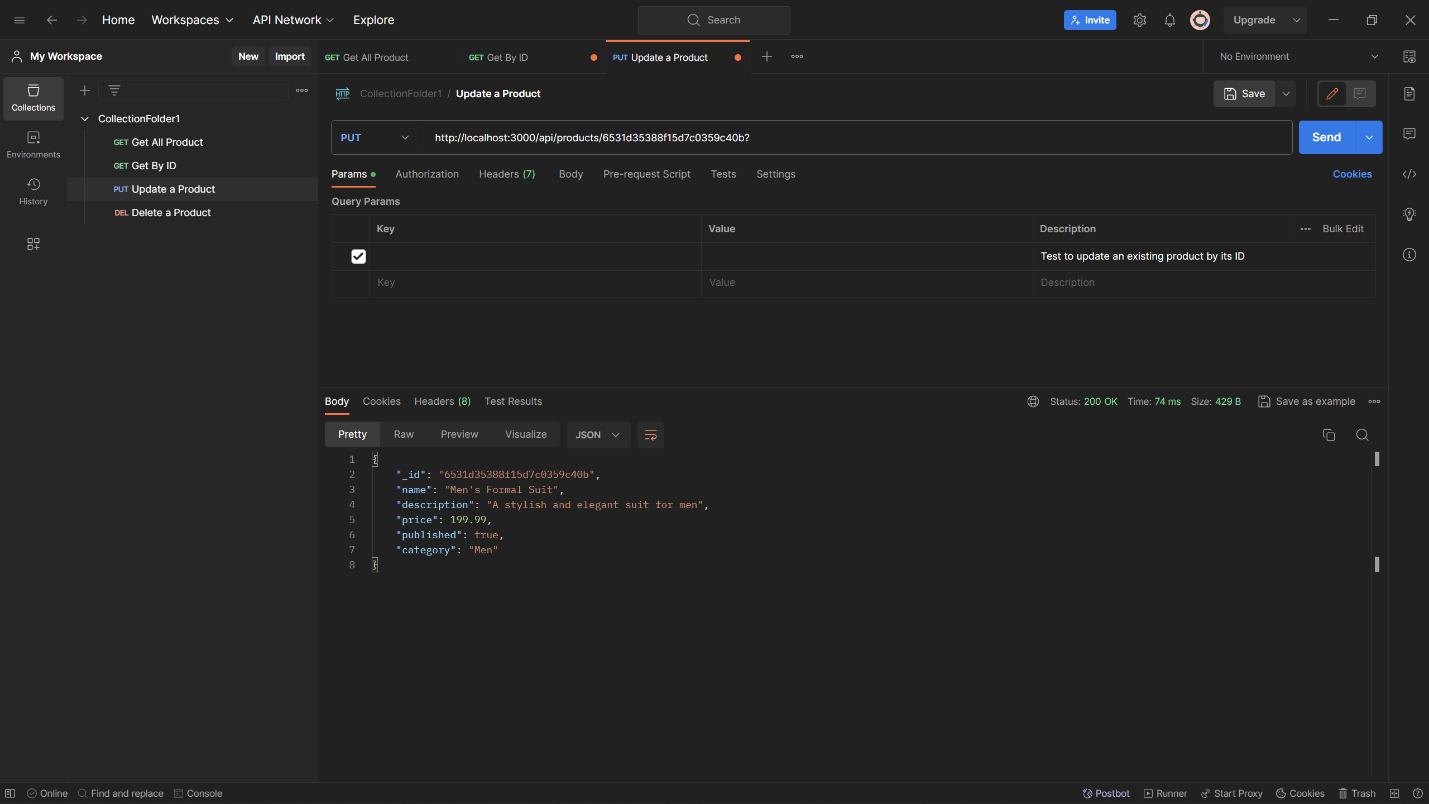 Home Workspaces API Network Explore Search Invite Upgrade
My Workspace New Import GET Get All Product GET Get By ID PUT Update a Product No Environment
Collections
Environments
History
CollectionFolder1
GET Get All Product
GET Get By ID
PUT Update a Product
DEL Delete a Product
HTTP CollectionFolder1 / Update a Product Save
PUT http://localhost:3000/api/products/6531d35388f15d7c0359c40b? Send
Params Authorization Headers (7) Body Pre-request Script Tests Settings Cookies
Query Params
Key Value Description Bulk Edit
Test to update an existing product by its ID
Key Value Description
Body Cookies Headers (8) Test Results Status: 200 OK Time: 74 ms Size: 429 B Save as example
Pretty Raw Preview Visualize JSON
1 {
2 "_id": "6531d35388f15d7c0359c40b",
3 "name": "Men's Formal Suit",
4 "description": "A stylish and elegant suit for men",
5 "price": 199.99,
6 "published": true,
7 "category": "Men"
8 }
Online Find and replace Console Postbot Runner Start Proxy Cookies Trash